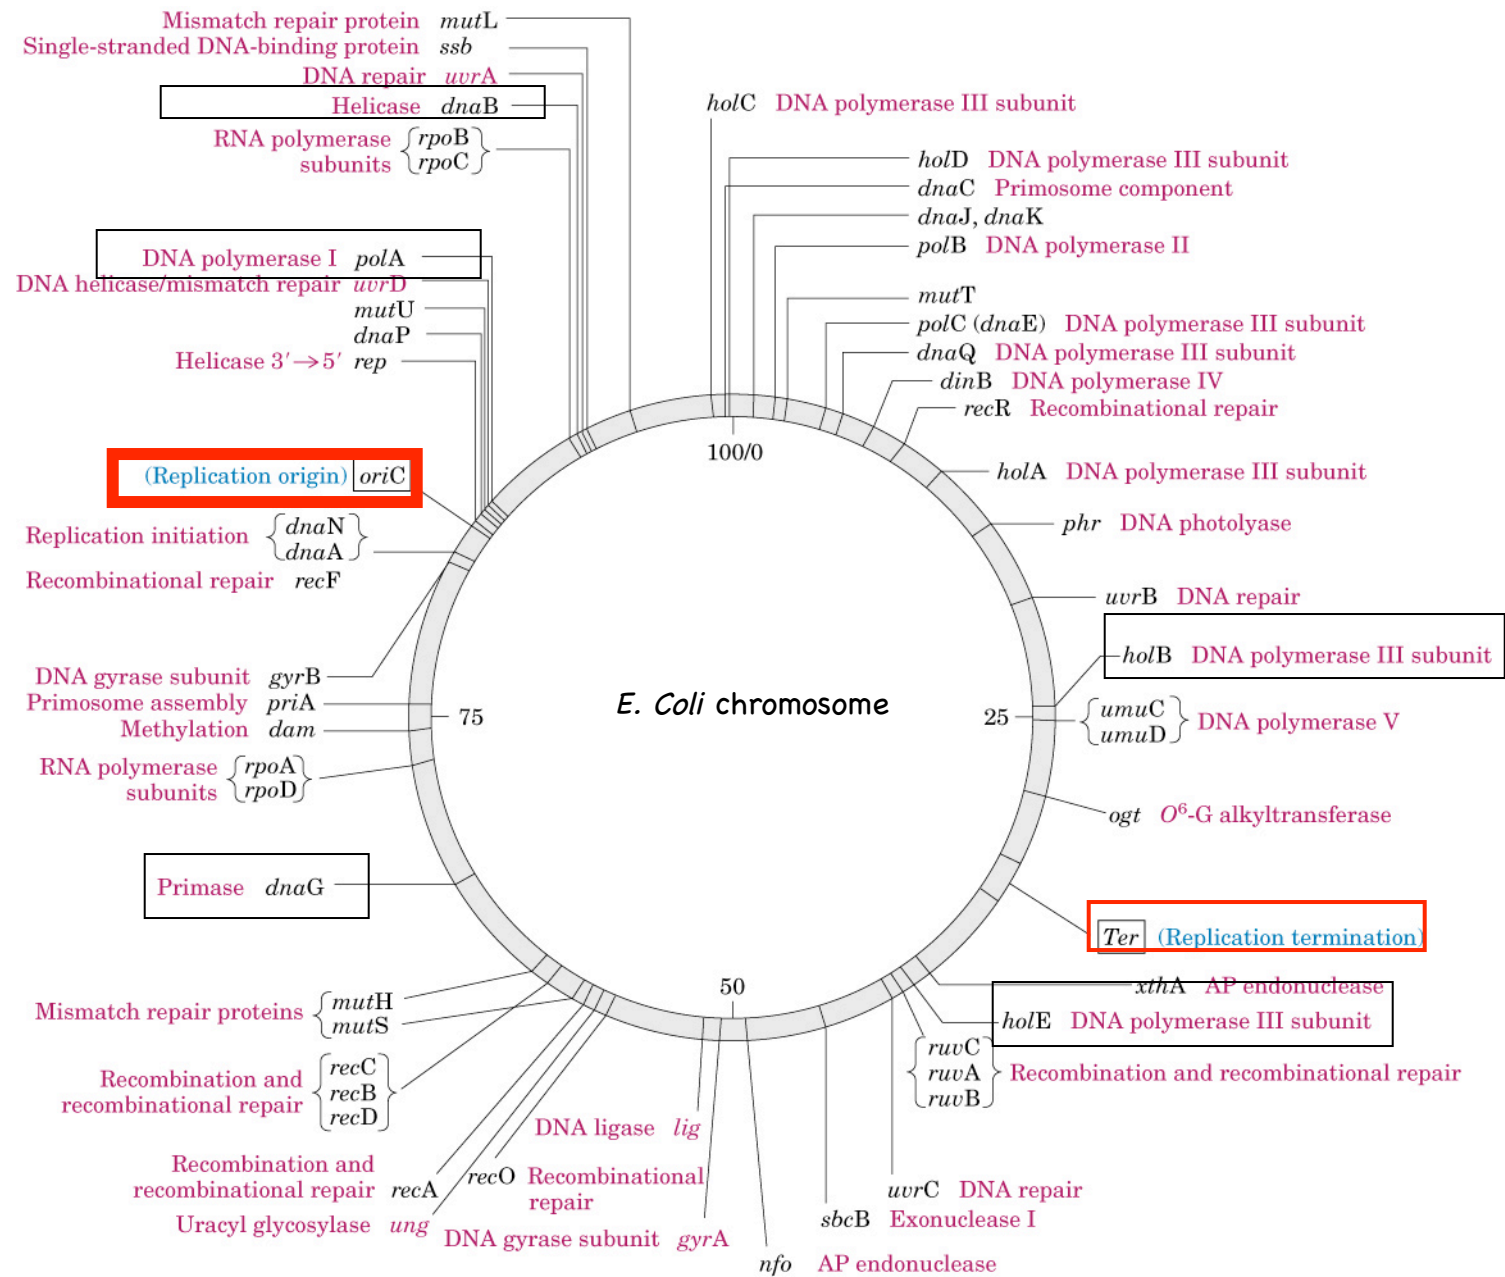 Mismatch repair protein mutL
Single-stranded DNA-binding protein ssb
DNA repair uvrA
Helicase dnaB
RNA polymerase subunits rpoB rpoC
DNA polymerase I polA
DNA helicase/mismatch repair uvrD
mutU
dnaP
Helicase 3′→5′ rep
(Replication origin) oriC
Replication initiation dnaN dnaA
Recombinational repair recF
DNA gyrase subunit gyrB
Primosome assembly priA
Methylation dam
RNA polymerase subunits rpoA rpoD
Primase dnaG
Mismatch repair proteins mutH mutS
Recombination and recombinational repair recC recB recD
Recombination and recombinational repair recA
Uracyl glycosylase ung
recO Recombinational repair
DNA ligase lig
DNA gyrase subunit gyrA
holC DNA polymerase III subunit
holD DNA polymerase III subunit
dnaC Primosome component
dnaJ, dnaK
polB DNA polymerase II
mutT
polC (dnaE) DNA polymerase III subunit
dnaQ DNA polymerase III subunit
dinB DNA polymerase IV
recR Recombinational repair
holA DNA polymerase III subunit
phr DNA photolyase
uvrB DNA repair
holB DNA polymerase III subunit
umuC umuD DNA polymerase V
ogt O⁶-G alkyltransferase
Ter (Replication termination)
xthA AP endonuclease
holE DNA polymerase III subunit
ruvC ruvA ruvB Recombination and recombinational repair
uvrC DNA repair
sbcB Exonuclease I
nfo AP endonuclease
100/0
75
E. Coli chromosome
25
50